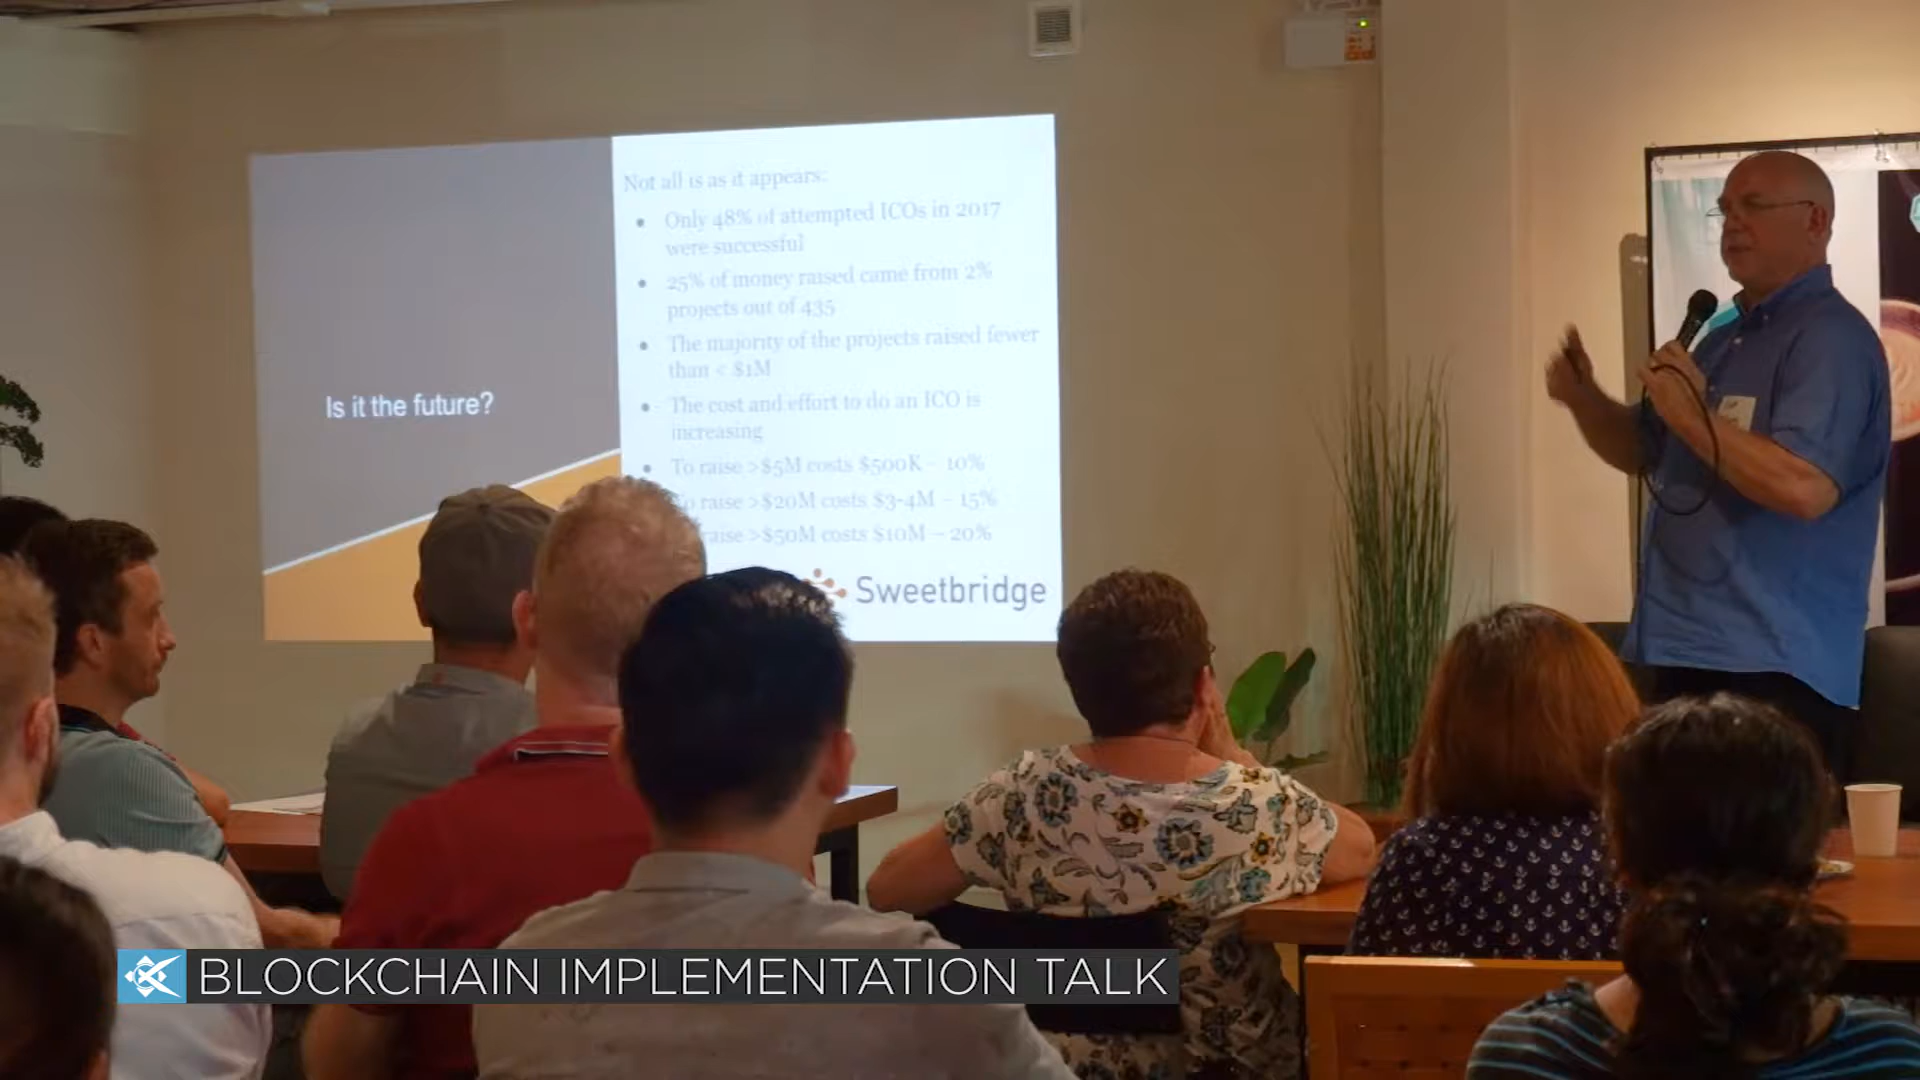 Not all is as it appears:
Only 48% of attempted ICOs in 2017
were successful
25% of money raised came from 2%
projects out of 435
The majority of the projects raised fewer
than < $1M
The cost and effort to do an ICO is
increasing
To raise >$5M costs $500K – 10%
raise >$20M costs $3-4M – 15%
raise >$50M costs $10M – 20%
Is it the future?
Sweetbridge
BLOCKCHAIN IMPLEMENTATION TALK